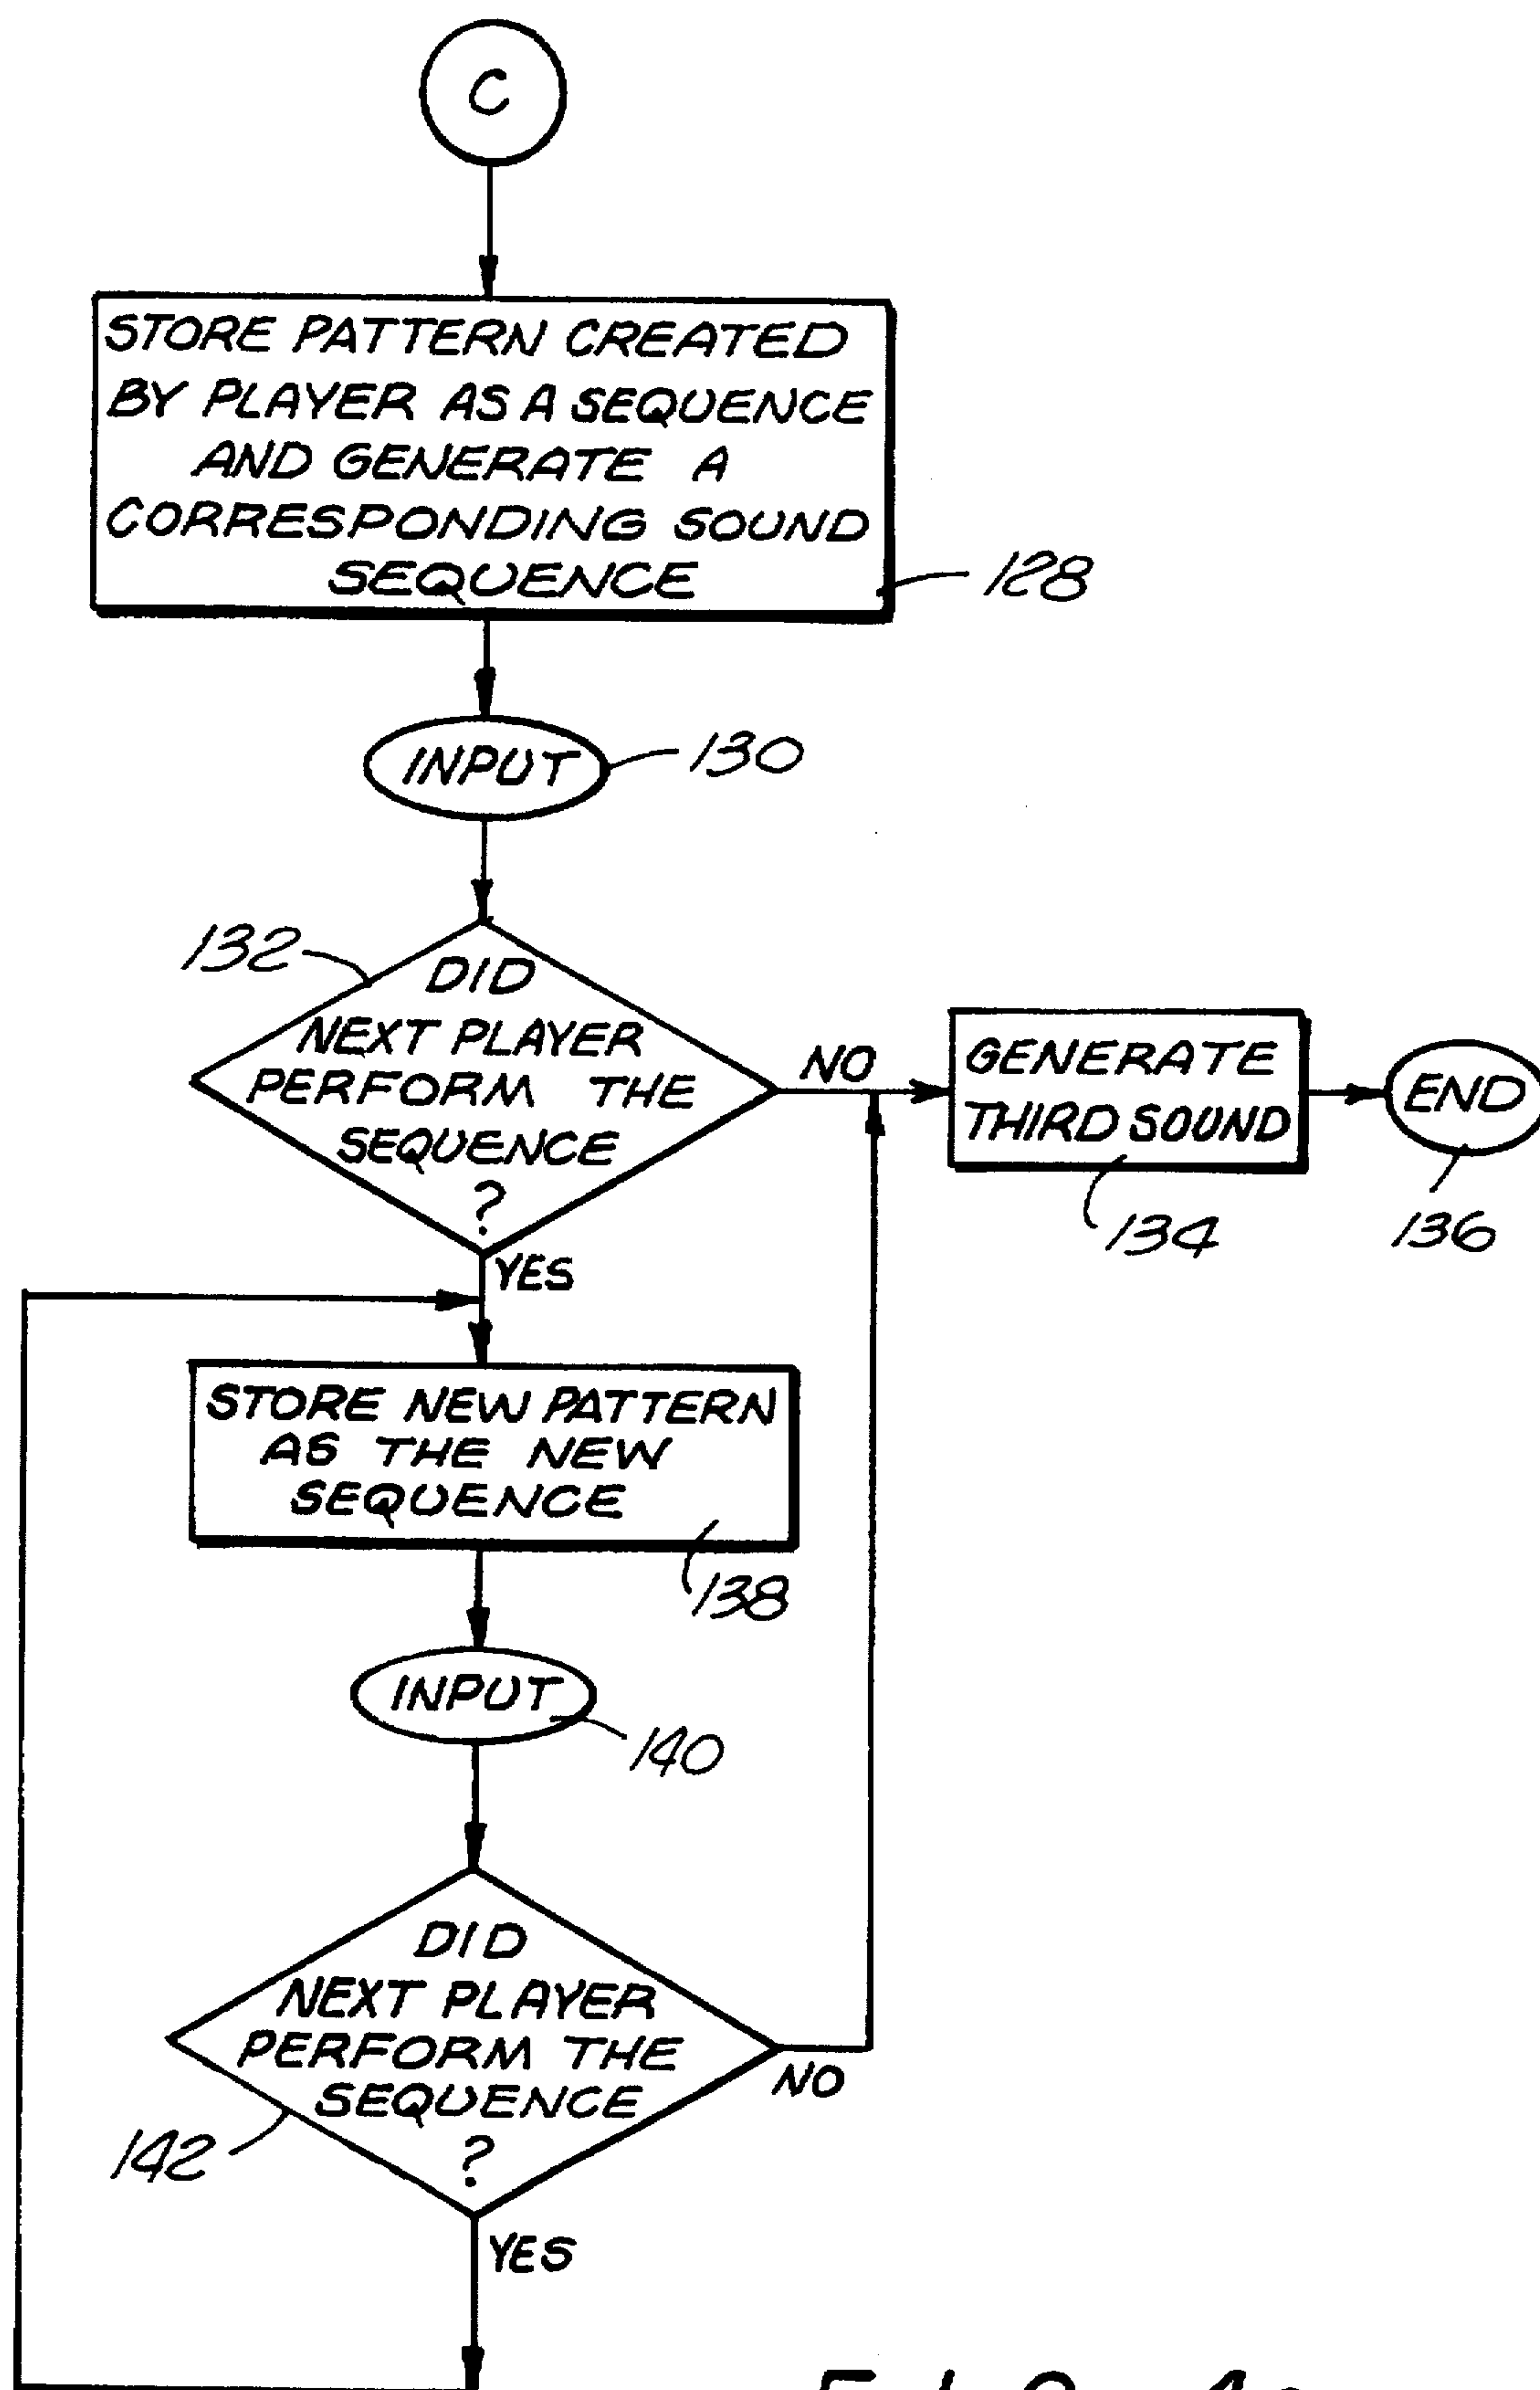 C
STORE PATTERN CREATED
BY PLAYER AS A SEQUENCE
AND GENERATE A
CORRESPONDING SOUND
SEQUENCE
128
INPUT
130
132
DID
NEXT PLAYER
PERFORM THE
SEQUENCE
?
NO
GENERATE
THIRD SOUND
134
END
136
YES
STORE NEW PATTERN
AS THE NEW
SEQUENCE
138
INPUT
140
DID
NEXT PLAYER
PERFORM THE
SEQUENCE
?
NO
142
YES